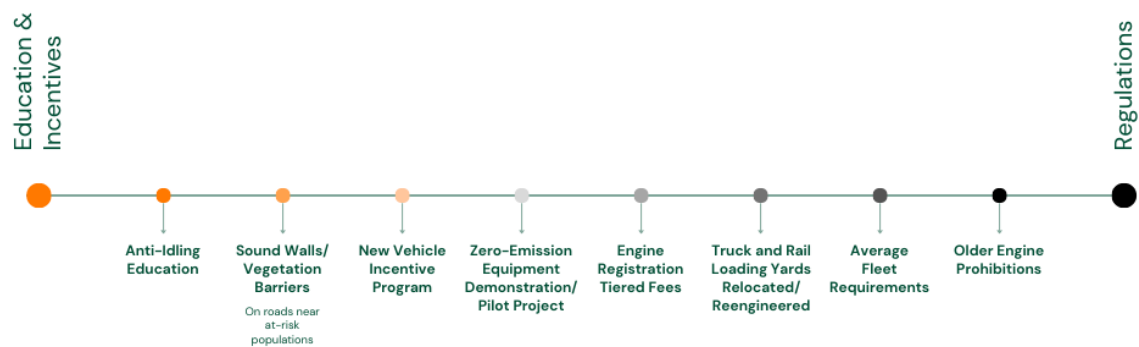 Education &
Incentives
Regulations
Anti-Idling
Education
Sound Walls/
Vegetation
Barriers
On roads near
at-risk
populations
New Vehicle
Incentive
Program
Zero-Emission
Equipment
Demonstration/
Pilot Project
Engine
Registration
Tiered Fees
Truck and Rail
Loading Yards
Relocated/
Reengineered
Average
Fleet
Requirements
Older Engine
Prohibitions